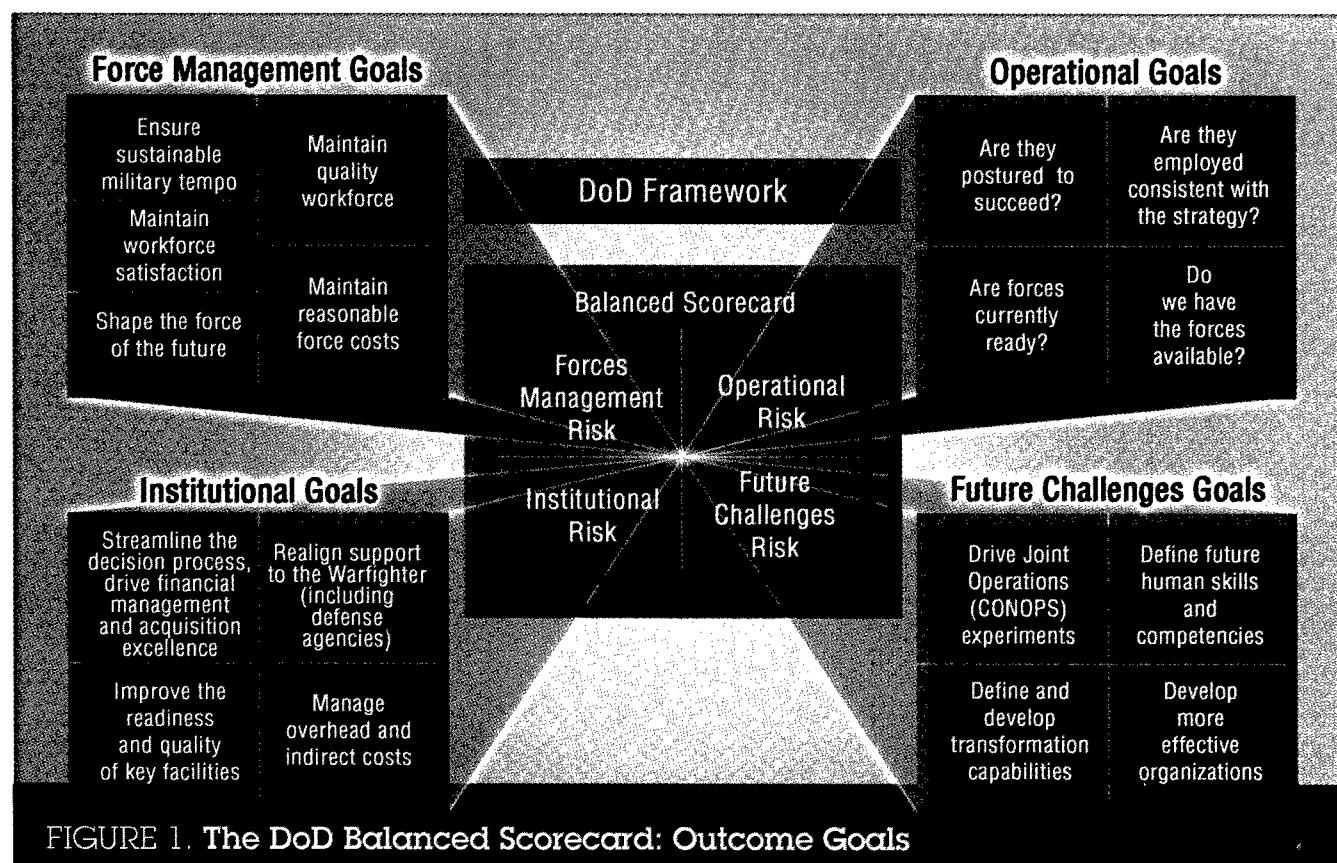 Force Management Goals
Ensure
sustainable
military tempo
Maintain
workforce
satisfaction
Shape the force
of the future
Maintain
quality
workforce
Maintain
reasonable
force costs
DoD Framework
Operational Goals
Are they
postured to
succeed?
Are they
employed
consistent with
the strategy?
Are forces
currently
ready?
Do
we have
the forces
available?
Balanced Scorecard
Forces
Management
Risk
Operational
Risk
Institutional
Risk
Future
Challenges
Risk
Institutional Goals
Streamline the
decision process,
drive financial
management
and acquisition
excellence
Realign support
to the Warfighter
(including
defense
agencies)
Improve the
readiness
and quality
of key facilities
Manage
overhead and
indirect costs
Future Challenges Goals
Drive Joint
Operations
(CONOPS)
experiments
Define future
human skills
and
competencies
Define and
develop
transformation
capabilities
Develop
more
effective
organizations
FIGURE 1. The DoD Balanced Scorecard: Outcome Goals